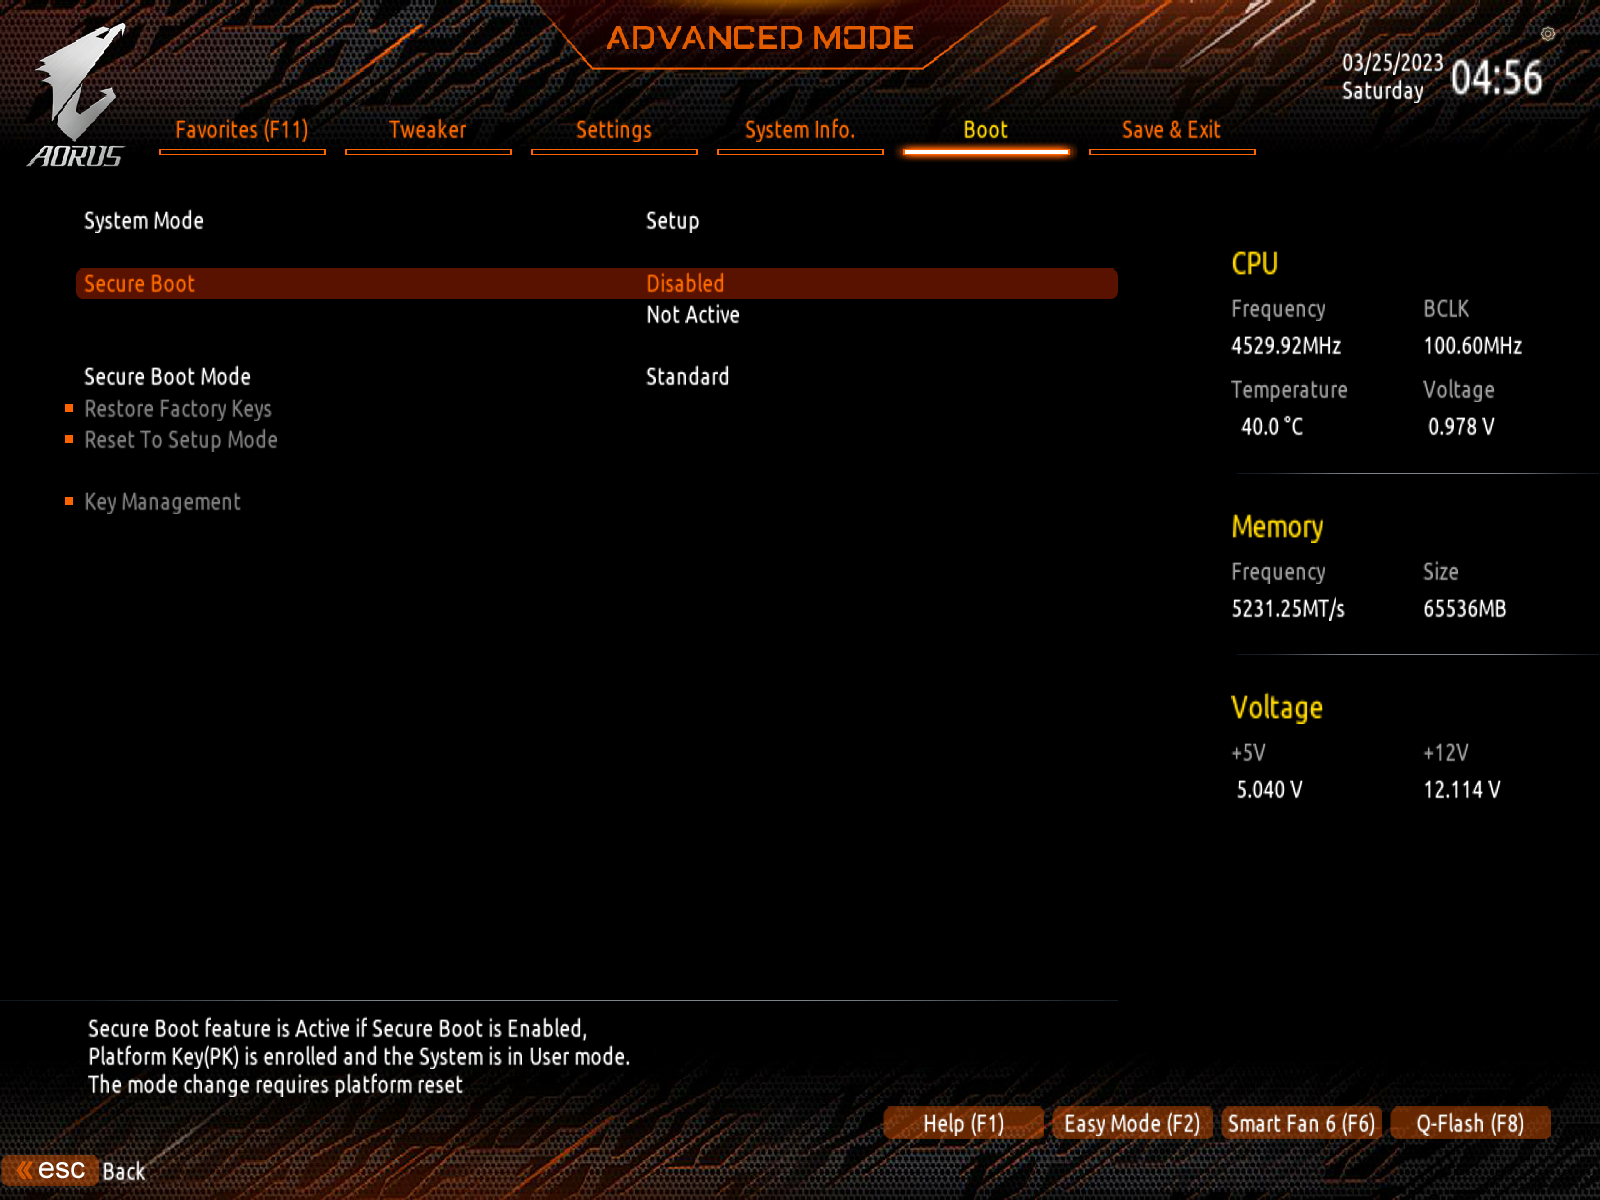 ADVANCED MODE
03/25/2023
Saturday
04:56
AORUS
Favorites (F11)
Tweaker
Settings
System Info.
Boot
Save & Exit
System Mode Setup
Secure Boot Disabled
Not Active
Secure Boot Mode Standard
Restore Factory Keys
Reset To Setup Mode
Key Management
CPU
Frequency BCLK
4529.92MHz 100.60MHz
Temperature Voltage
40.0 °C 0.978 V
Memory
Frequency Size
5231.25MT/s 65536MB
Voltage
+5V +12V
5.040 V 12.114 V
Secure Boot feature is Active if Secure Boot is Enabled,
Platform Key(PK) is enrolled and the System is in User mode.
The mode change requires platform reset
Help (F1) Easy Mode (F2) Smart Fan 6 (F6) Q-Flash (F8)
esc Back